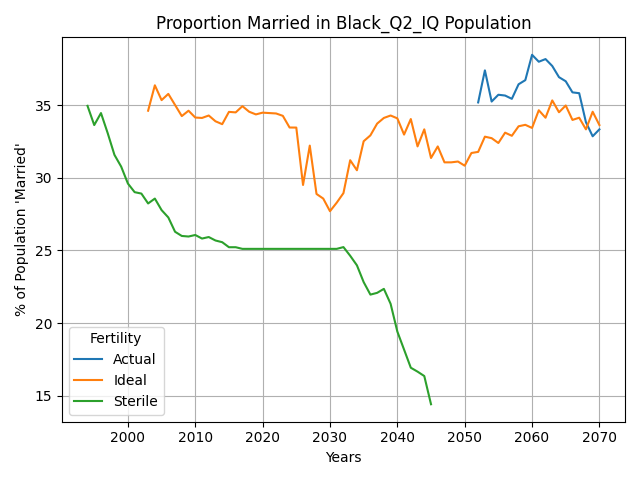 Proportion Married in Black_Q2_IQ Population
% of Population 'Married'
35
30
25
20
15
Fertility
Actual
Ideal
Sterile
2000 2010 2020 2030 2040 2050 2060 2070
Years